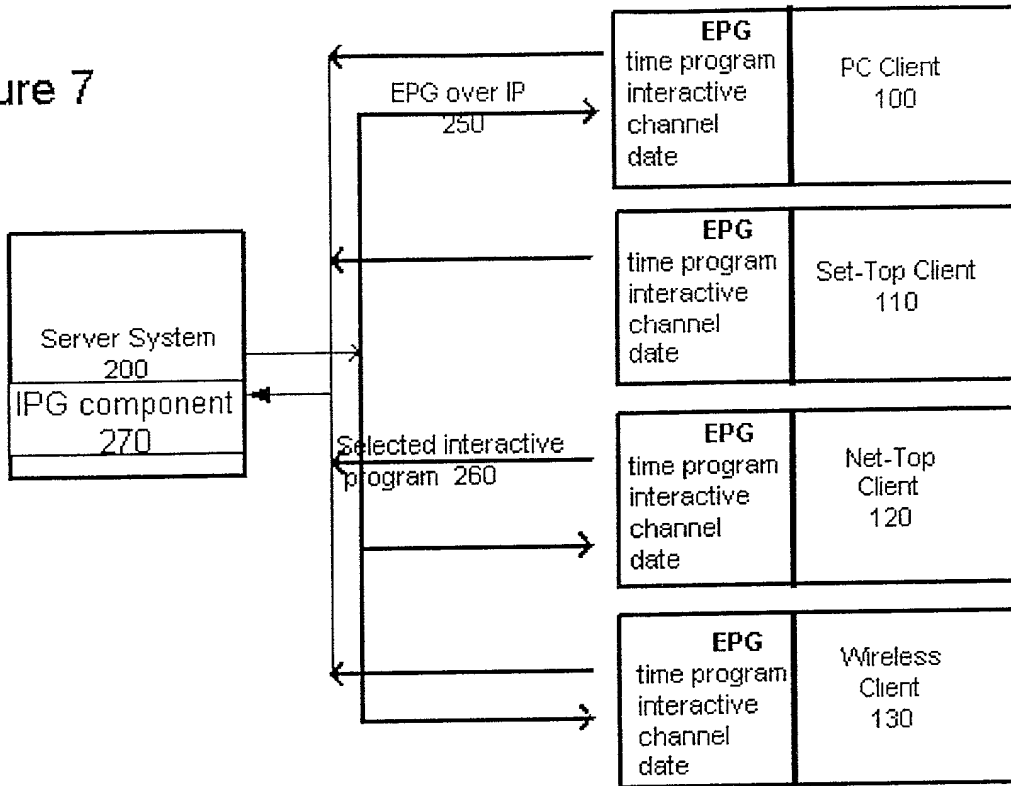 ure 7
EPG over IP
250
Server System
200
IPG component
270
Selected interactive
program 260
EPG
time program
interactive
channel
date
PC Client
100
EPG
time program
interactive
channel
date
Set-Top Client
110
EPG
time program
interactive
channel
date
Net-Top
Client
120
EPG
time program
interactive
channel
date
Wireless
Client
130